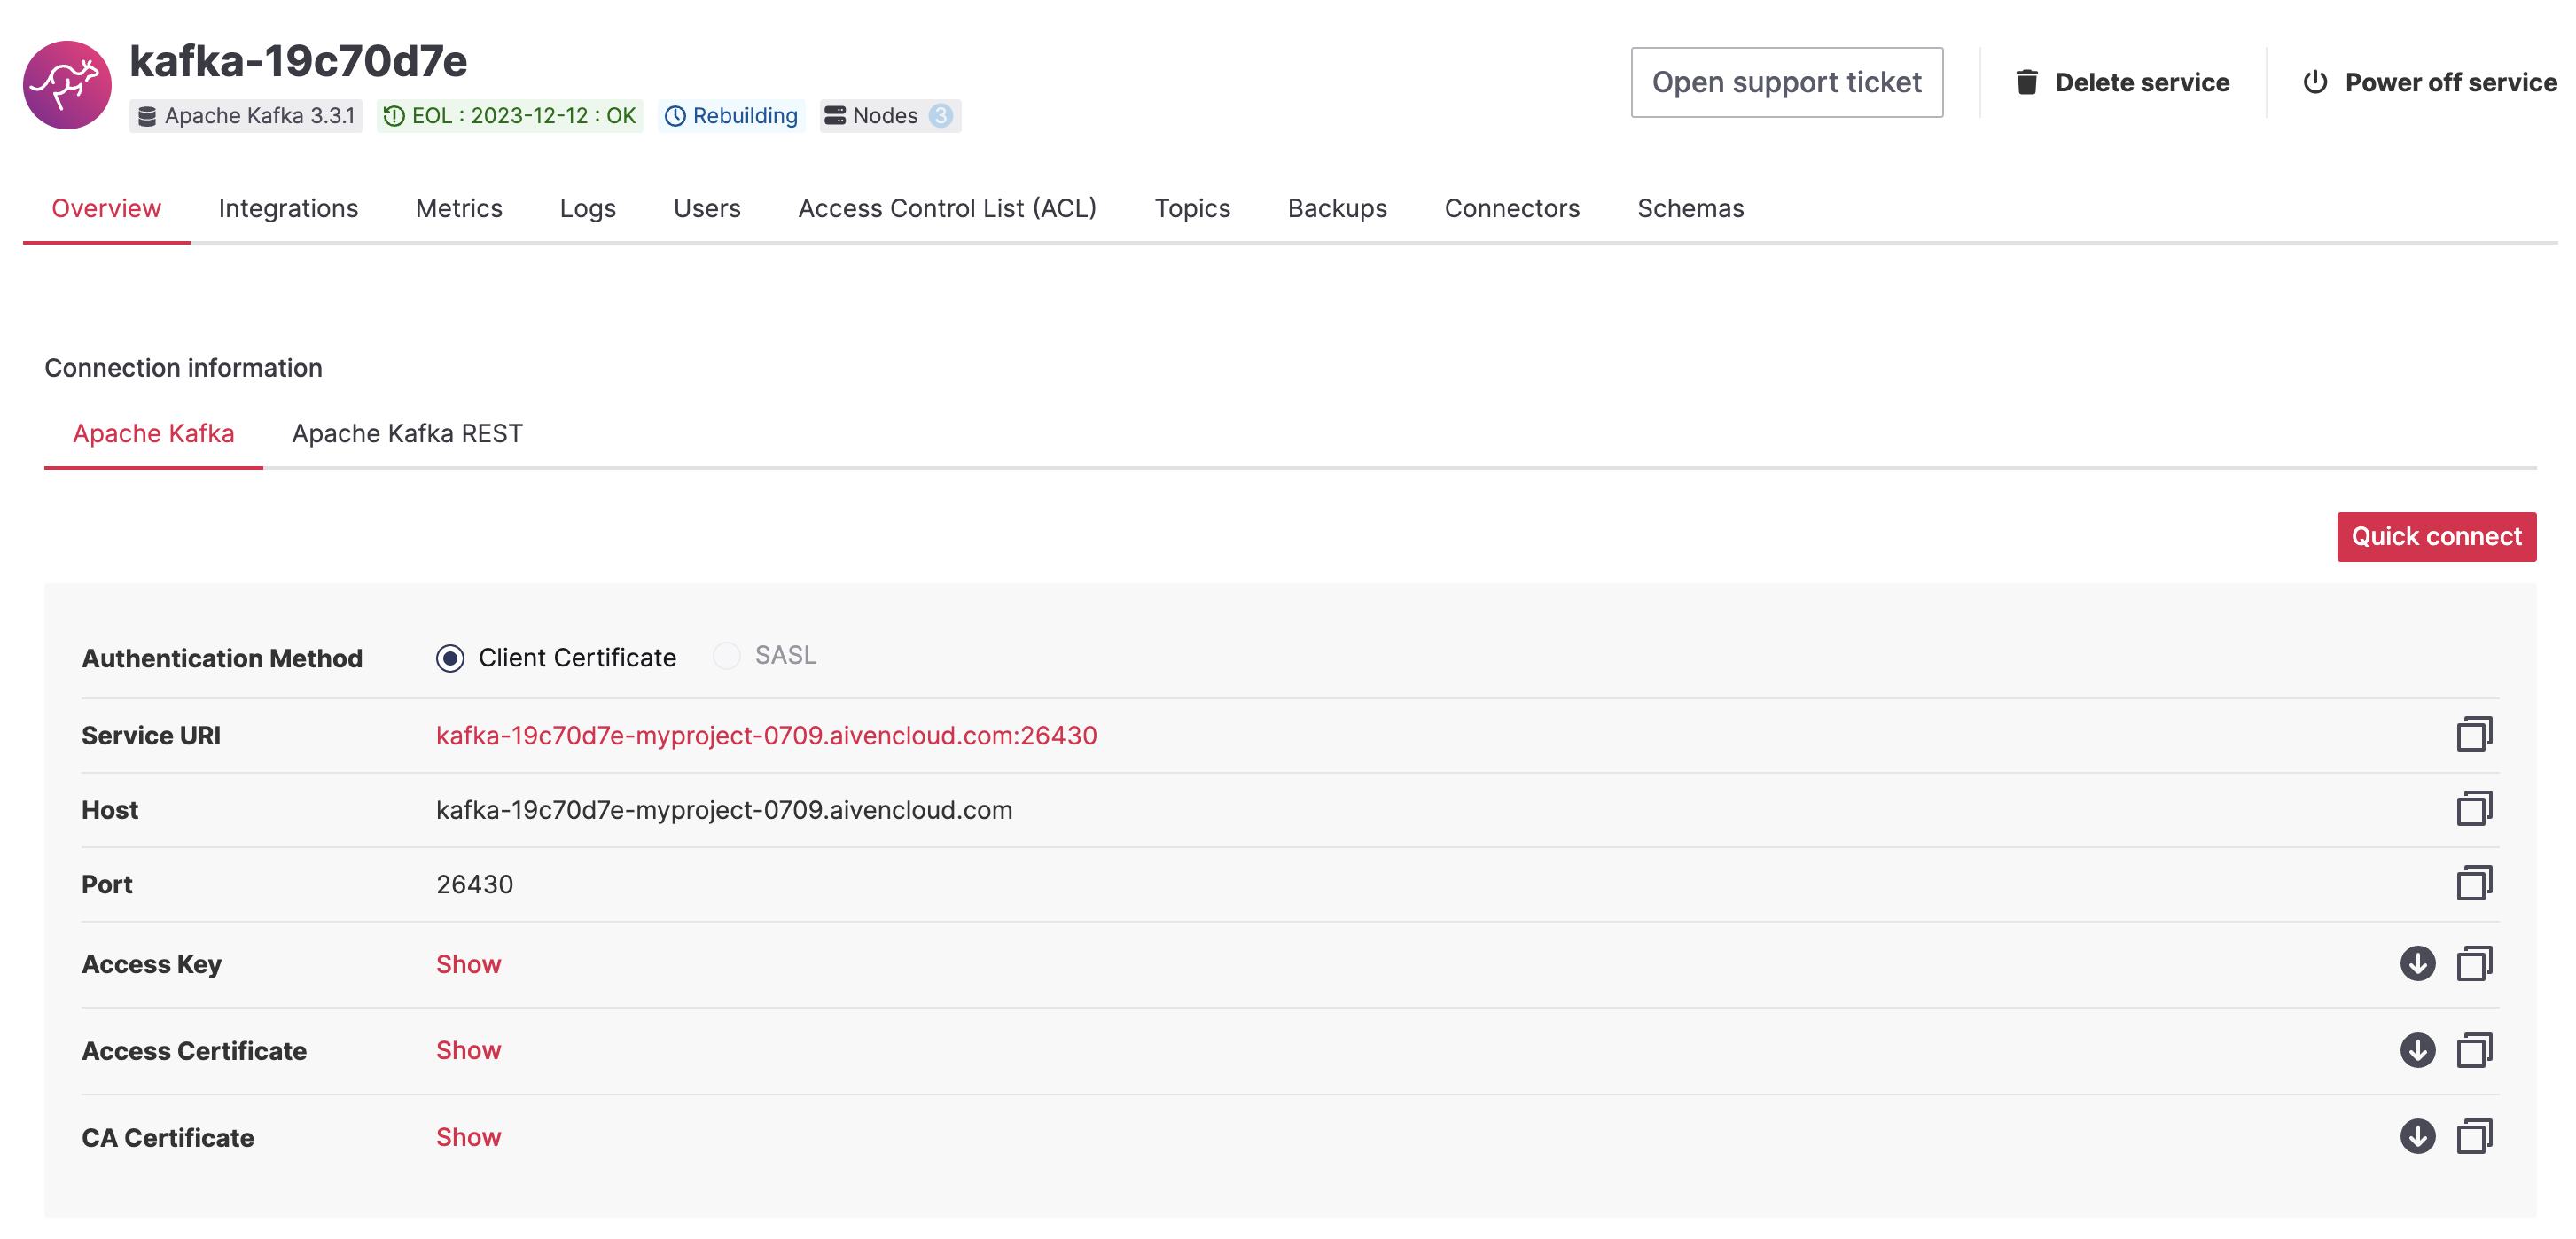 kafka-19c70d7e
Apache Kafka 3.3.1 EOL : 2023-12-12 : OK Rebuilding Nodes 3
Open support ticket Delete service Power off service
Overview Integrations Metrics Logs Users Access Control List (ACL) Topics Backups Connectors Schemas
Connection information
Apache Kafka Apache Kafka REST
Quick connect
Authentication Method Client Certificate SASL
Service URI kafka-19c70d7e-myproject-0709.aivencloud.com:26430
Host kafka-19c70d7e-myproject-0709.aivencloud.com
Port 26430
Access Key Show
Access Certificate Show
CA Certificate Show